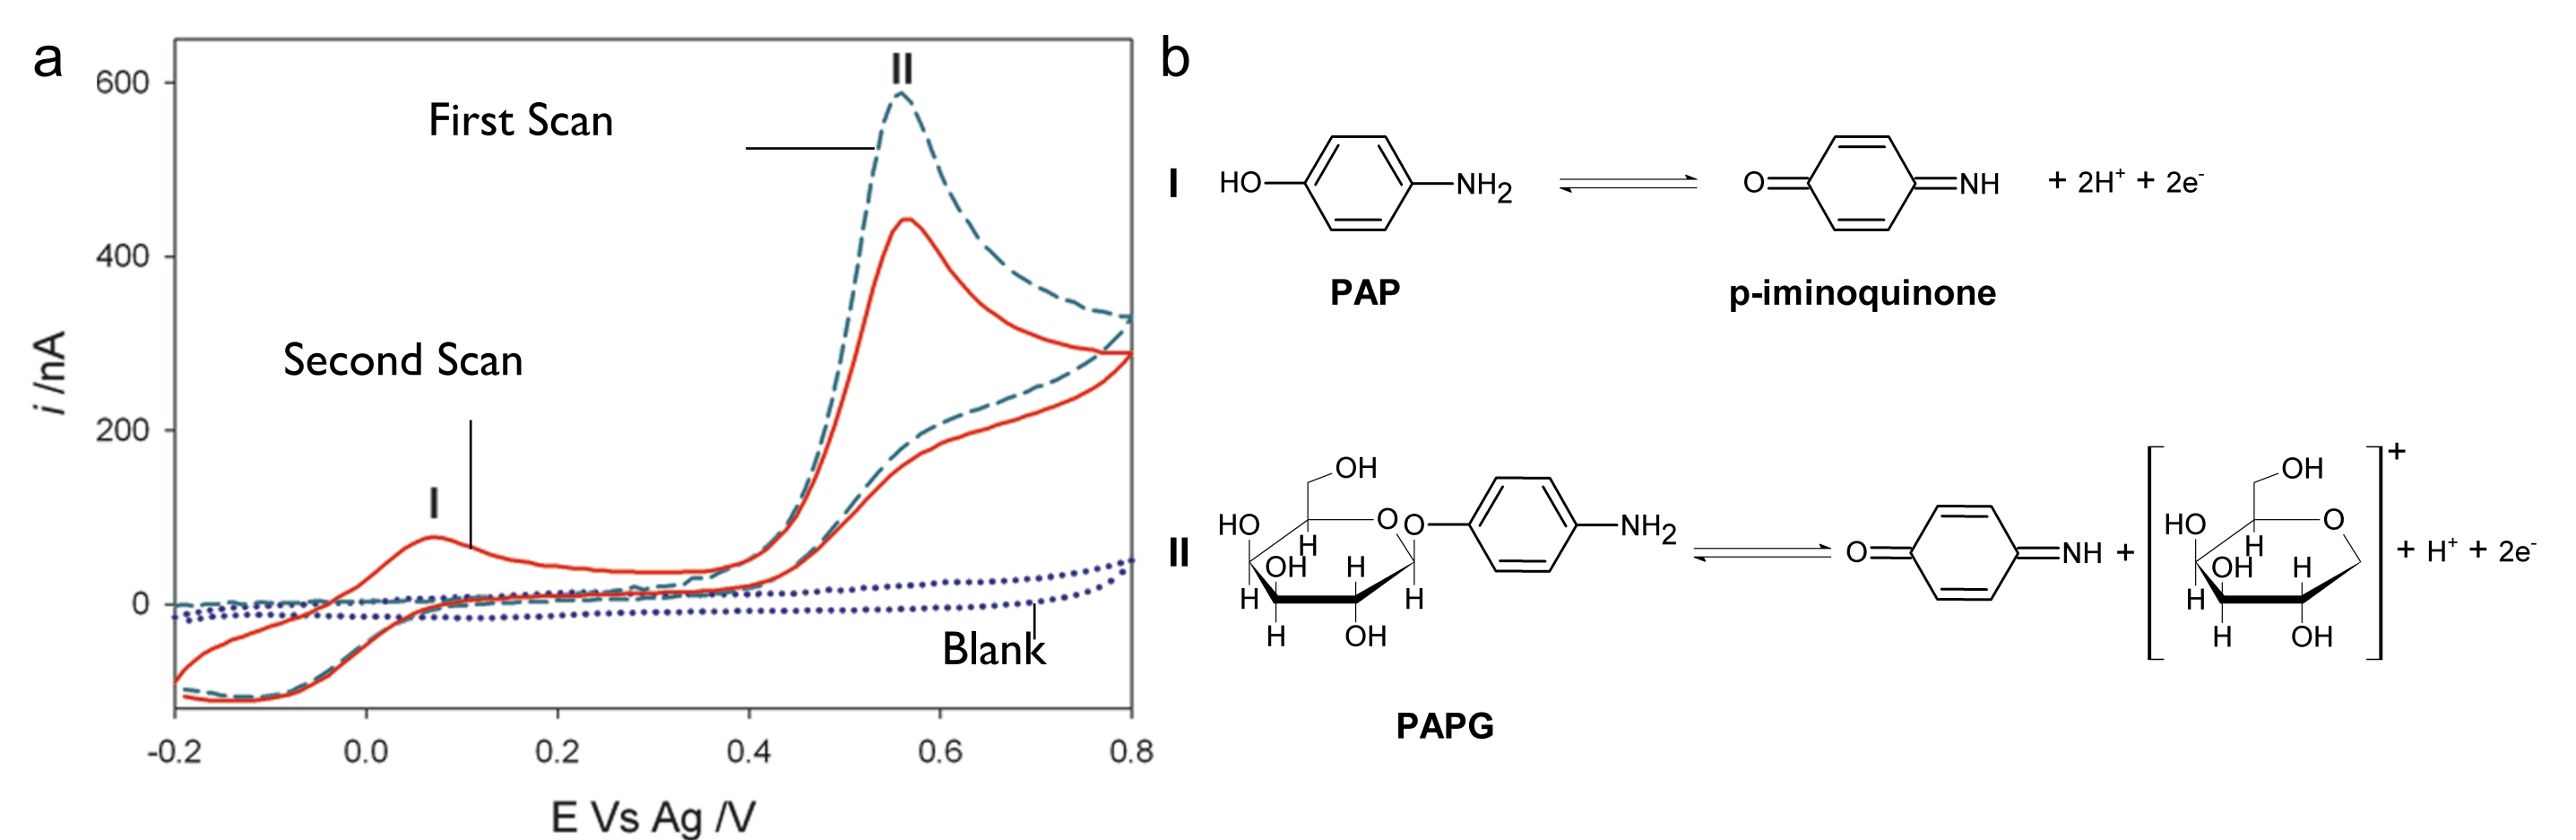 a
600
400
200
0
i /nA
-0.2 0.0 0.2 0.4 0.6 0.8
E Vs Ag /V
First Scan
II
Second Scan
I
Blank
b
I
HO
NH2
O
NH
+ 2H+ + 2e-
PAP
p-iminoquinone
II
OH
HO
O
O
NH2
H
OH
H
H
H
H
OH
O
NH
+
OH
HO
O
H
OH
H
H
H
OH
+
+ H+ + 2e-
PAPG